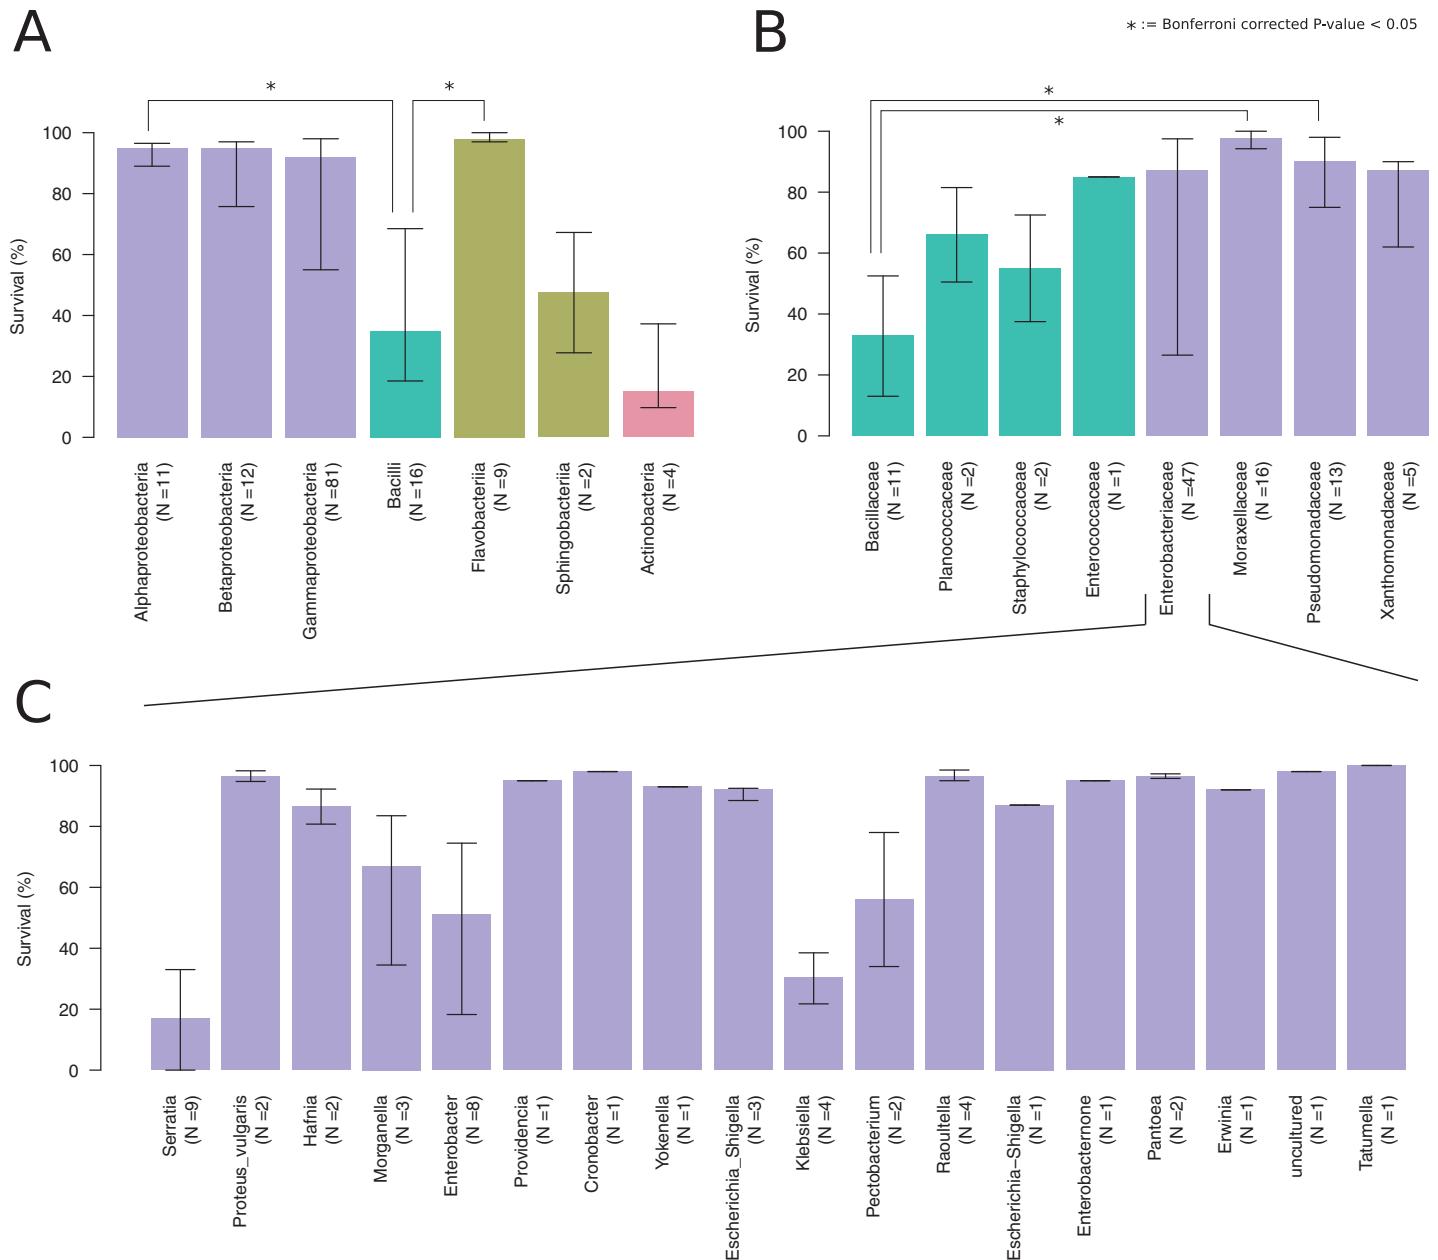 A
B
* := Bonferroni corrected P-value < 0.05
*
*
*
*
Survival (%)
100
80
60
40
20
0
Alphaproteobacteria
(N =11)
Betaproteobacteria
(N =12)
Gammaproteobacteria
(N =81)
Bacilli
(N =16)
Flavobacteriia
(N =9)
Sphingobacteriia
(N =2)
Actinobacteria
(N =4)
Survival (%)
100
80
60
40
20
0
Bacillaceae
(N =11)
Planococcaceae
(N =2)
Staphylococcaceae
(N =2)
Enterococcaceae
(N =1)
Enterobacteriaceae
(N =47)
Moraxellaceae
(N =16)
Pseudomonadaceae
(N =13)
Xanthomonadaceae
(N =5)
C
Survival (%)
100
80
60
40
20
0
Serratia
(N =9)
Proteus_vulgaris
(N =2)
Hafnia
(N =2)
Morganella
(N =3)
Enterobacter
(N =8)
Providencia
(N =1)
Cronobacter
(N =1)
Yokenella
(N =1)
Escherichia_Shigella
(N =3)
Klebsiella
(N =4)
Pectobacterium
(N =2)
Raoultella
(N =4)
Escherichia−Shigella
(N =1)
Enterobacternone
(N =1)
Pantoea
(N =2)
Erwinia
(N =1)
uncultured
(N =1)
Tatumella
(N =1)